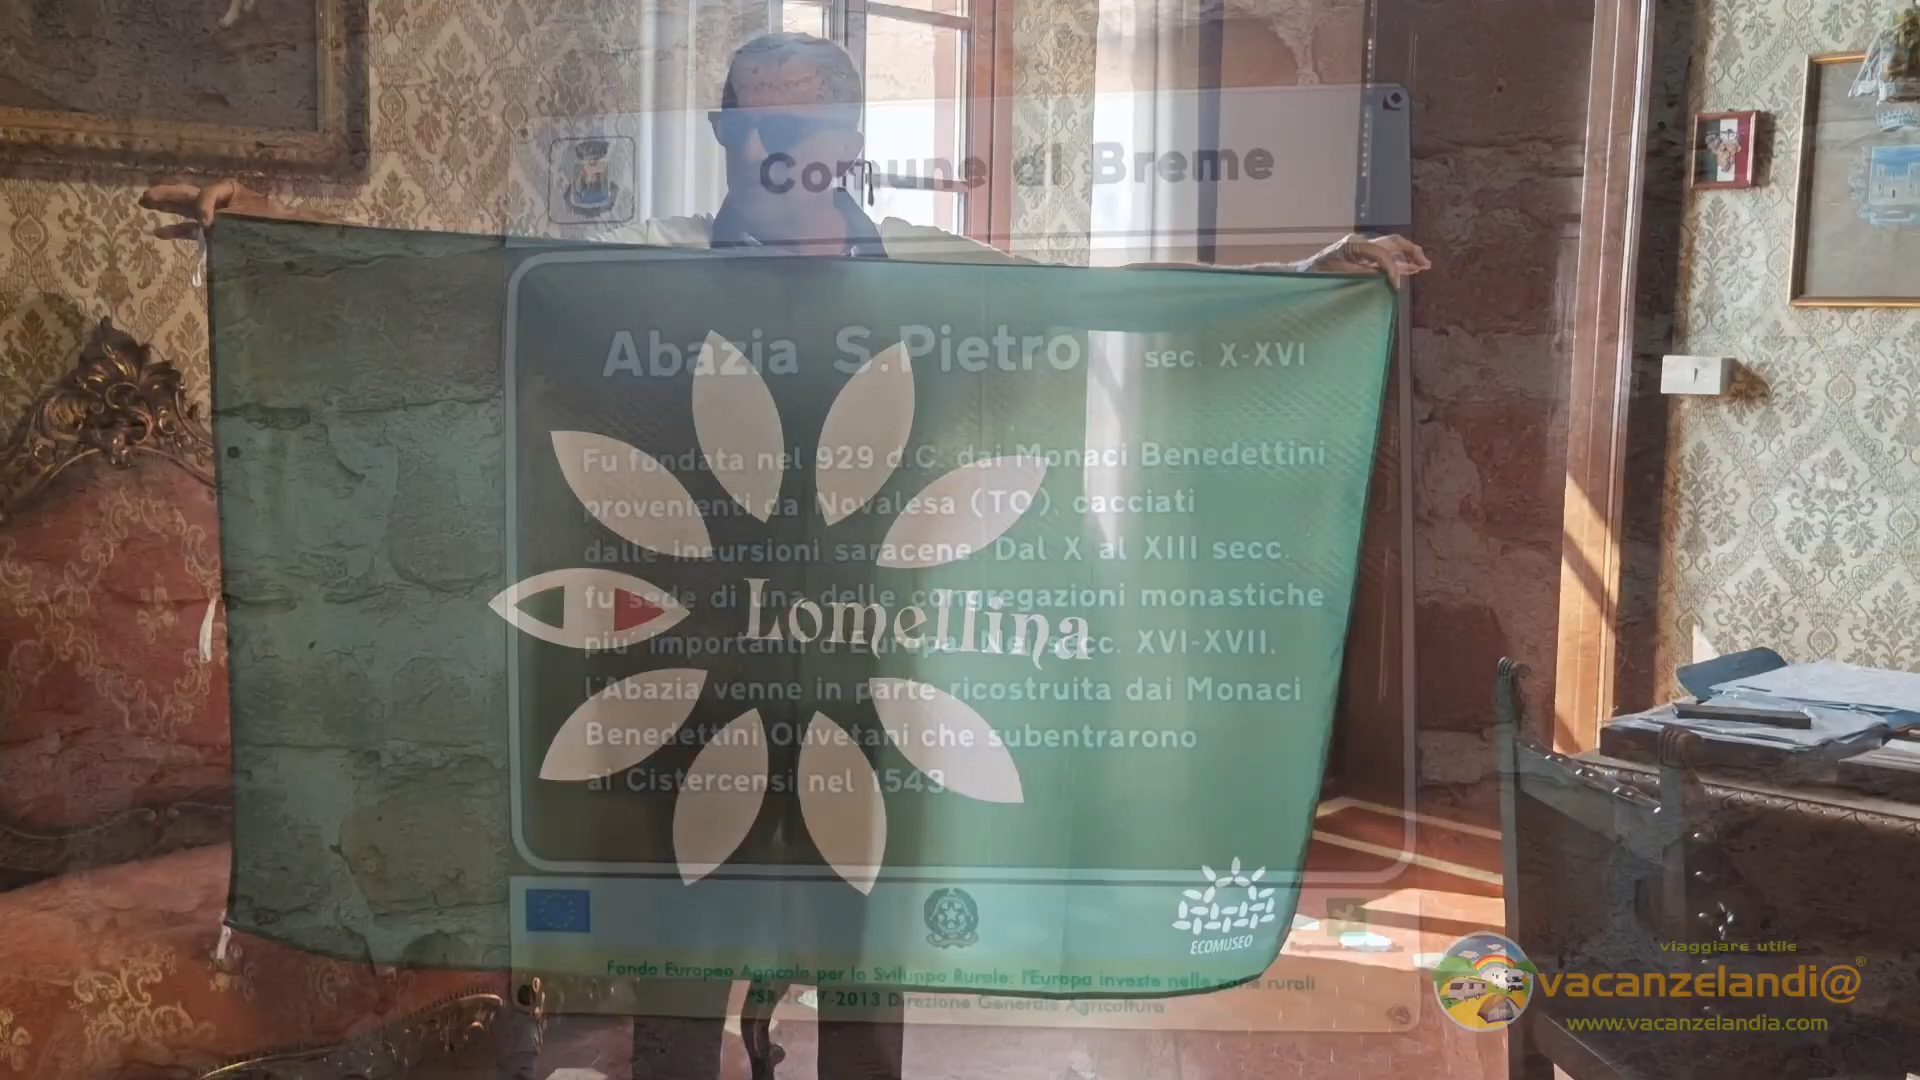 Comune di Breme
Abazia S.Pietro sec. X-XVI
Fu fondata nel 929 d.C. dai Monaci Benedettini
provenienti da Novalesa (TO), cacciati
dalle incursioni saracene. Dal X al XIII secc.
fu sede di una delle congregazioni monastiche
piu' importanti d'Europa. Nei secc. XVI-XVII,
l'Abazia venne in parte ricostruita dai Monaci
Benedettini Olivetani che subentrarono
ai Cistercensi nel 1543
Lomellina
ECOMUSEO
Fondo Europeo Agricolo per lo Sviluppo Rurale: l'Europa investe nelle zone rurali
2007-2013 Direzione Generale Agricoltura
viaggiare utile
vacanzelandi@®
www.vacanzelandia.com